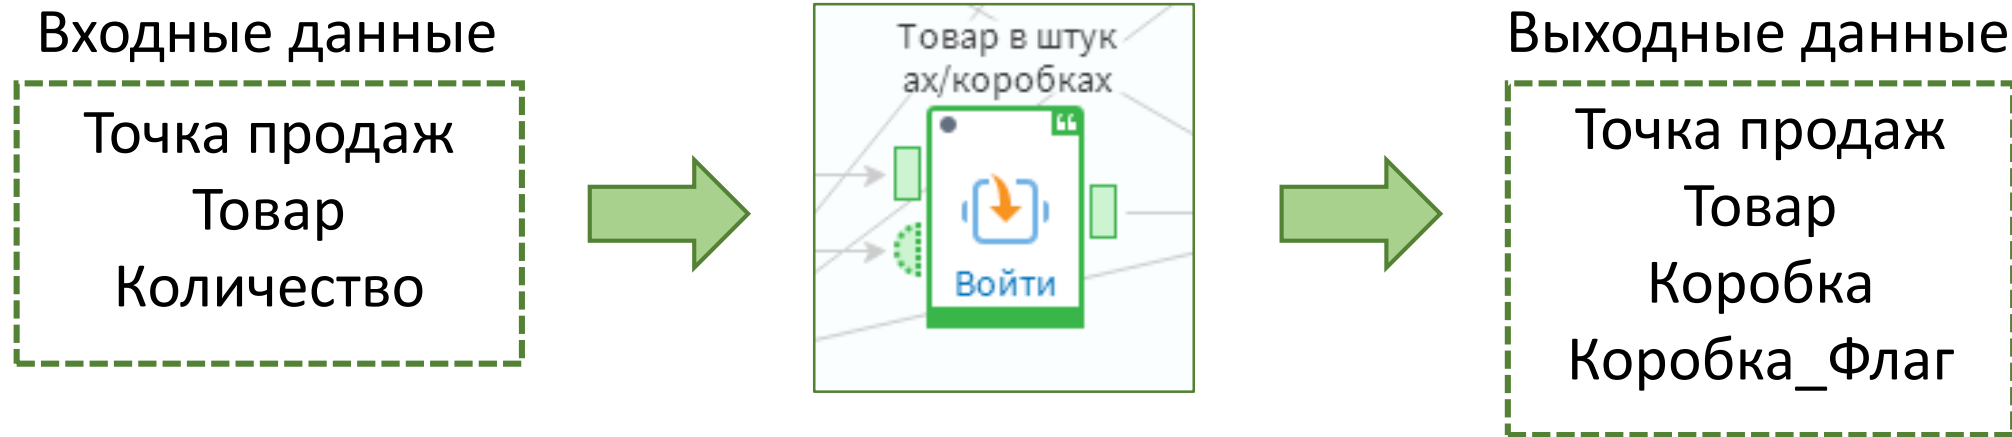 Входные данные
Точка продаж
Товар
Количество
Товар в штук
ах/коробках
Войти
Выходные данные
Точка продаж
Товар
Коробка
Коробка_Флаг